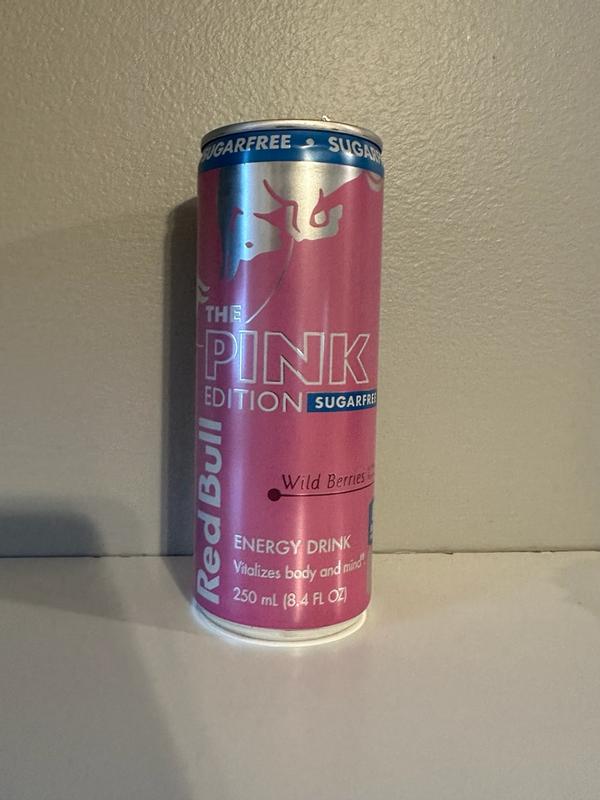 SUGARFREE • SUGAR
THE
PINK
EDITION SUGARFREE
Wild Berries
Red Bull
ENERGY DRINK
Vitalizes body and mind®.
250 mL (8.4 FL OZ)